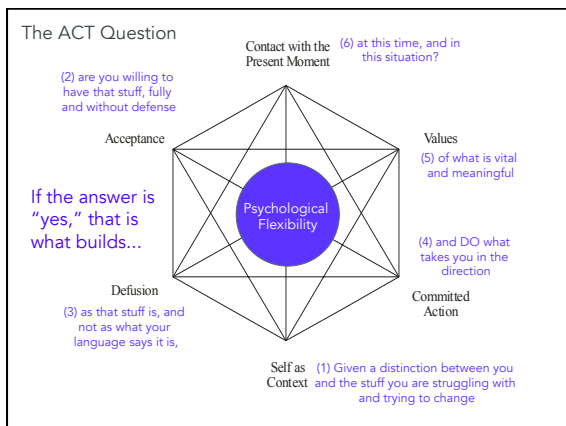 The ACT Question
Contact with the
Present Moment
(6) at this time, and in
this situation?
(2) are you willing to
have that stuff, fully
and without defense
Acceptance
Values
(5) of what is vital
and meaningful
If the answer is
“yes,” that is
what builds...
Psychological
Flexibility
(4) and DO what
takes you in the
direction
Defusion
Committed
Action
(3) as that stuff is, and
not as what your
language says it is,
Self as
Context
(1) Given a distinction between you
and the stuff you are struggling with
and trying to change